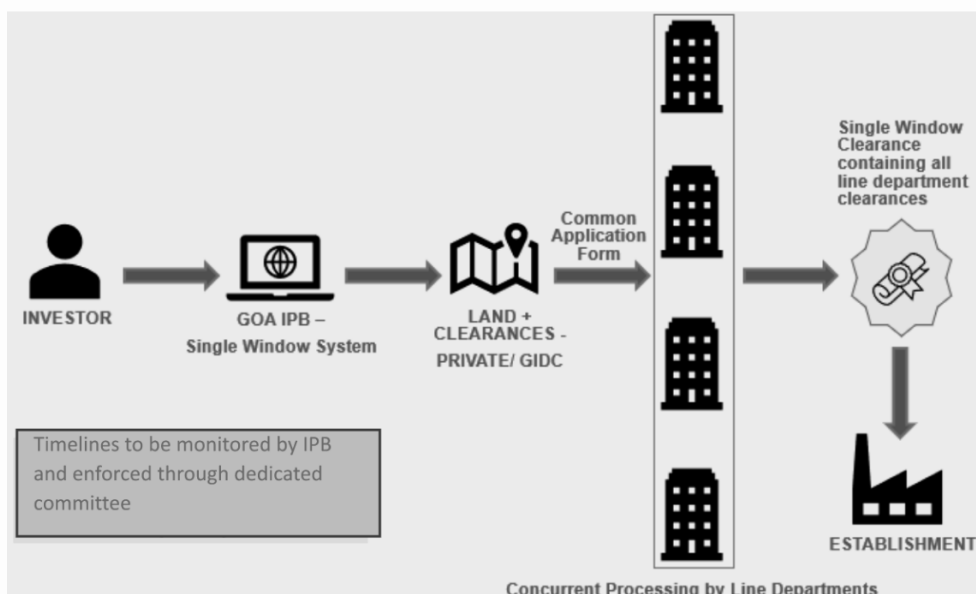 INVESTOR
GOA IPB –
Single Window System
LAND +
CLEARANCES -
PRIVATE/ GIDC
Common
Application
Form
Single Window
Clearance
containing all
line department
clearances
ESTABLISHMENT
Timelines to be monitored by IPB
and enforced through dedicated
committee
Concurrent Processing by Line Departments